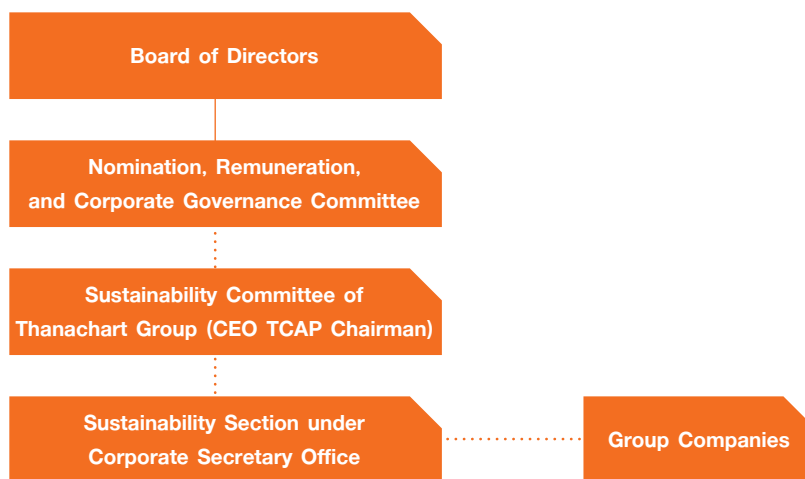 Board of Directors
Nomination, Remuneration,
and Corporate Governance Committee
Sustainability Committee of
Thanachart Group (CEO TCAP Chairman)
Sustainability Section under
Corporate Secretary Office
Group Companies